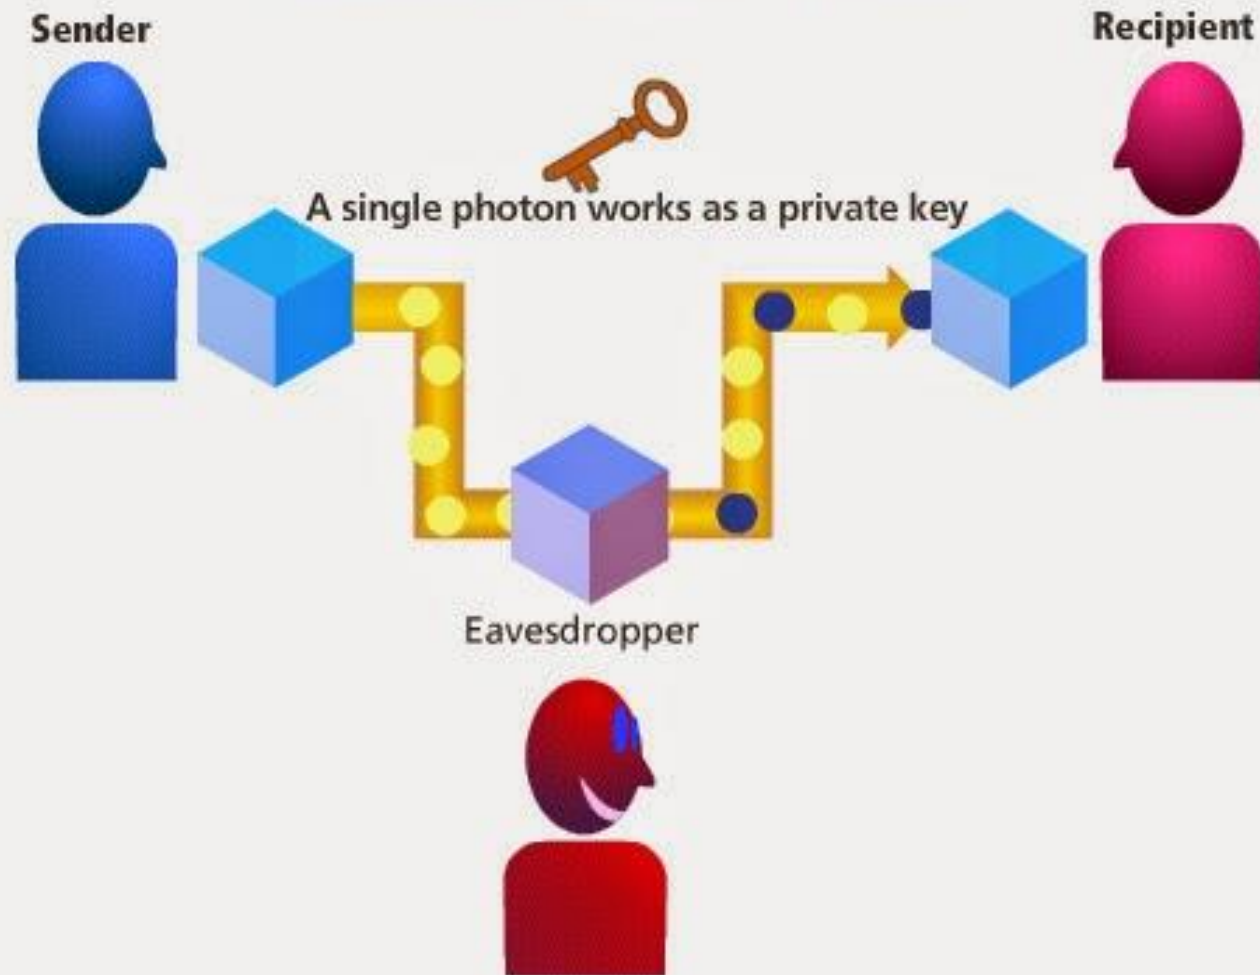 Sender
Recipient
A single photon works as a private key
Eavesdropper